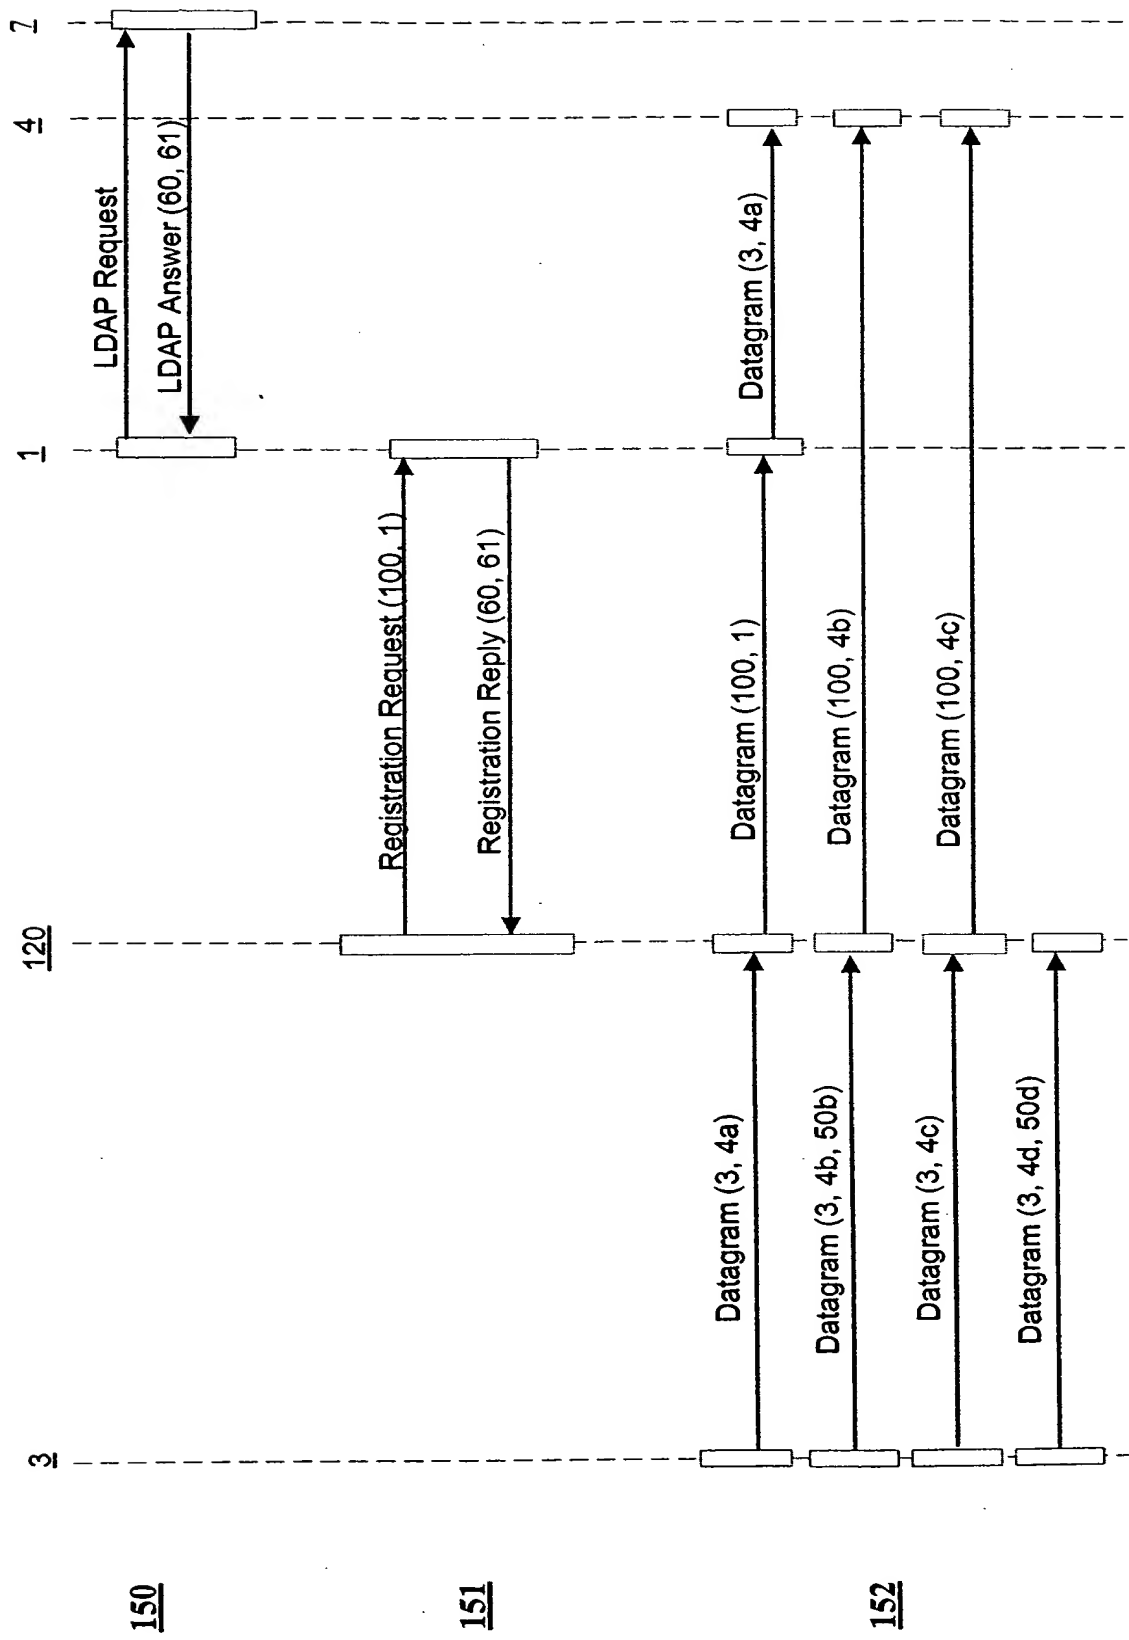 3
120
1
4
7
150
LDAP Request
LDAP Answer (60, 61)
151
Registration Request (100, 1)
Registration Reply (60, 61)
152
Datagram (3, 4a)
Datagram (100, 1)
Datagram (3, 4a)
Datagram (3, 4b, 50b)
Datagram (100, 4b)
Datagram (3, 4c)
Datagram (100, 4c)
Datagram (3, 4d, 50d)